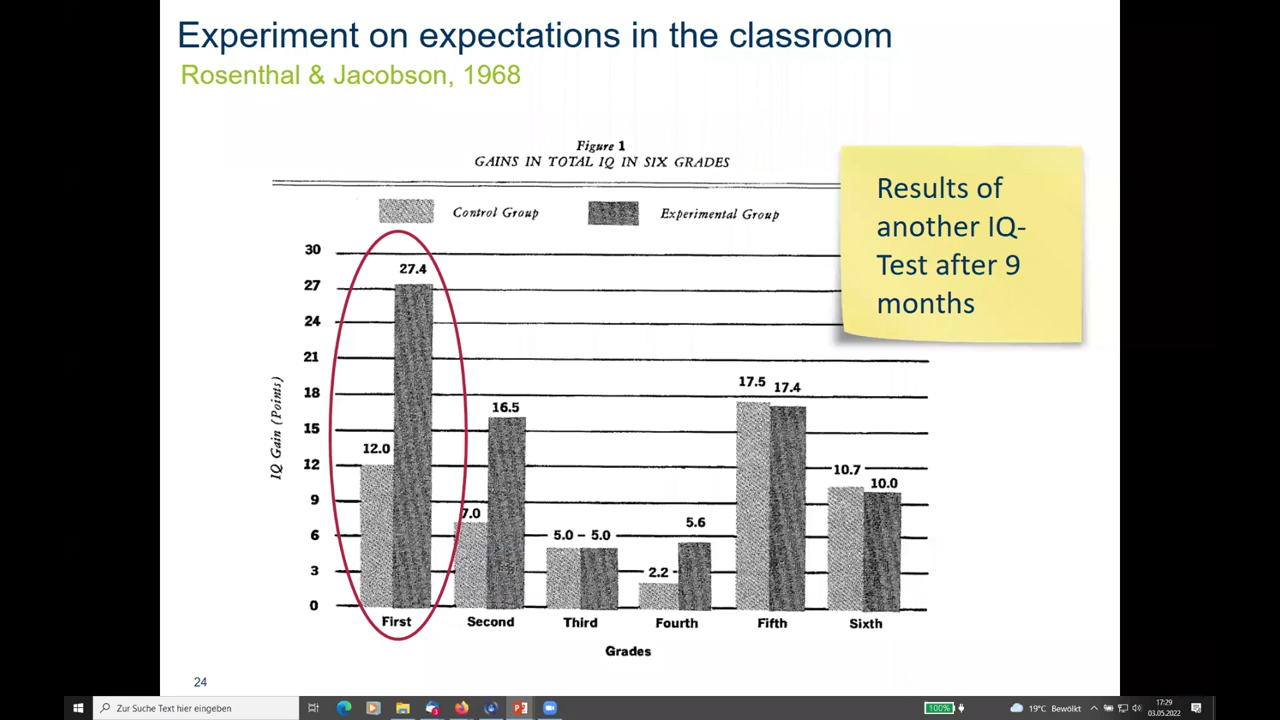 Experiment on expectations in the classroom
Rosenthal & Jacobson, 1968
Figure 1
GAINS IN TOTAL IQ IN SIX GRADES
Control Group
Experimental Group
Results of
another IQ-
Test after 9
months
IQ Gain (Points)
30
27
24
21
18
15
12
9
6
3
0
12.0
27.4
7.0
16.5
5.0 - 5.0
2.2
5.6
17.5
17.4
10.7
10.0
First
Second
Third
Fourth
Fifth
Sixth
Grades
24
Zur Suche Text hier eingeben
3
100%
19°C Bewölkt
17:29
03.05.2022